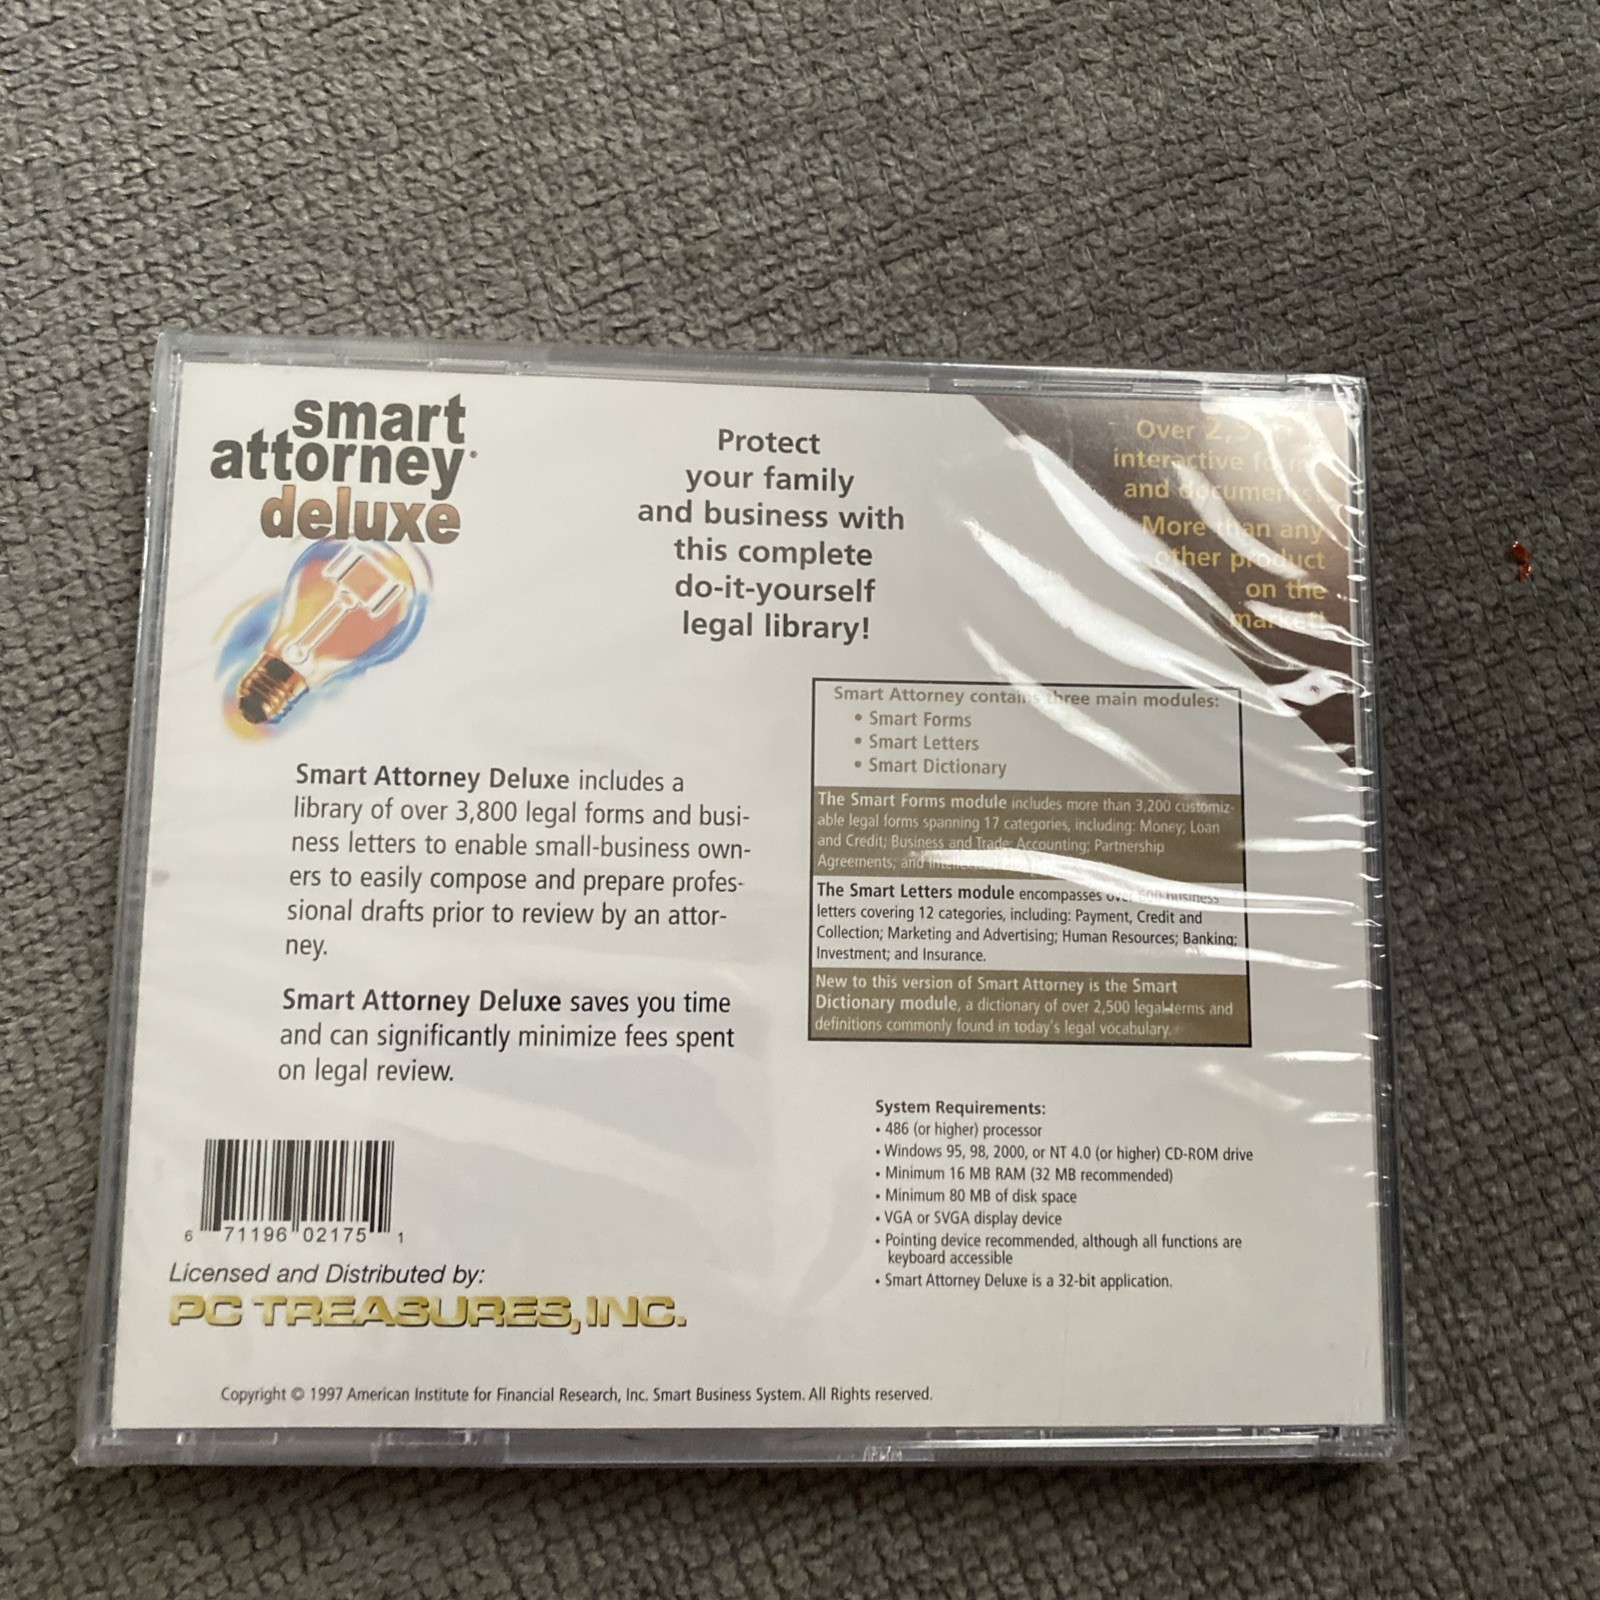 smart
attorney
deluxe
Protect
your family
and business with
this complete
do-it-yourself
legal library!
Over
interactive
and documents.
More than any
other product
on the
market!
Smart Attorney contains three main modules:
• Smart Forms
• Smart Letters
• Smart Dictionary
The Smart Forms module includes more than 3,200 customiz-
able legal forms spanning 17 categories, including: Money; Loan
and Credit; Business and Trade; Accounting; Partnership
Agreements; and
The Smart Letters module encompasses over 600 business
letters covering 12 categories, including: Payment, Credit and
Collection; Marketing and Advertising; Human Resources; Banking;
Investment; and Insurance.
New to this version of Smart Attorney is the Smart
Dictionary module, a dictionary of over 2,500 legal terms and
definitions commonly found in today's legal vocabulary.
Smart Attorney Deluxe includes a
library of over 3,800 legal forms and busi-
ness letters to enable small-business own-
ers to easily compose and prepare profes-
sional drafts prior to review by an attor-
ney.
Smart Attorney Deluxe saves you time
and can significantly minimize fees spent
on legal review.
System Requirements:
• 486 (or higher) processor
• Windows 95, 98, 2000, or NT 4.0 (or higher) CD-ROM drive
• Minimum 16 MB RAM (32 MB recommended)
• Minimum 80 MB of disk space
• VGA or SVGA display device
• Pointing device recommended, although all functions are
keyboard accessible
• Smart Attorney Deluxe is a 32-bit application.
6 71196 02175 1
Licensed and Distributed by:
PC TREASURES, INC.
Copyright © 1997 American Institute for Financial Research, Inc. Smart Business System. All Rights reserved.